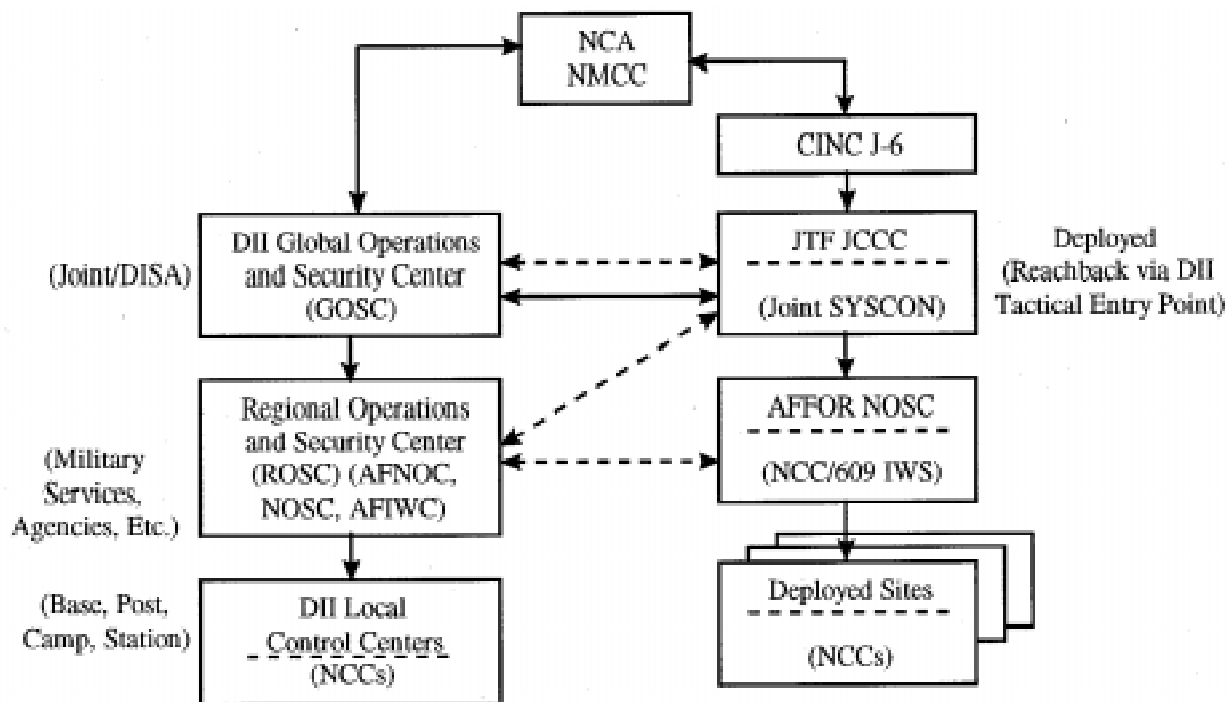 NCA
NMCC
CINC J-6
(Joint/DISA)
DII Global Operations
and Security Center
(GOSC)
JTF JCCC
(Joint SYSCON)
Deployed
(Reachback via DII
Tactical Entry Point)
(Military
Services,
Agencies, Etc.)
Regional Operations
and Security Center
(ROSC) (AFNOC,
NOSC, AFIWC)
AFFOR NOSC
(NCC/609 IWS)
(Base, Post,
Camp, Station)
DII Local
Control Centers
(NCCs)
Deployed Sites
(NCCs)